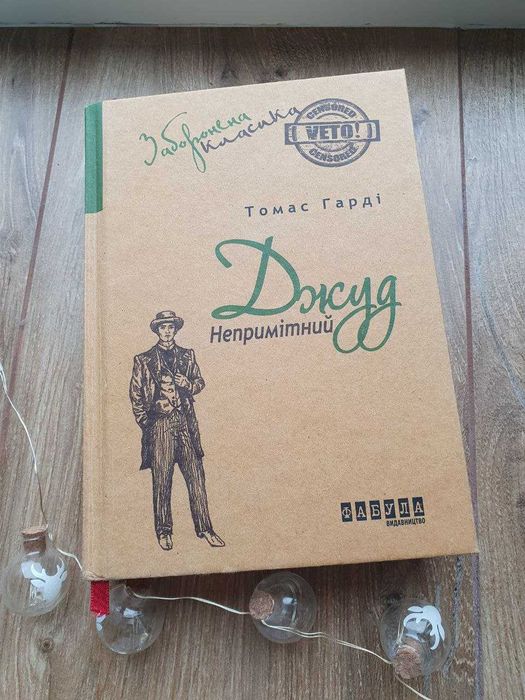 Заборонена
класика
CENSORED
VETO!
CENSORED
Томас Гарді
Джуд
Непримітний
ФАБУЛА
ВИДАВНИЦТВО